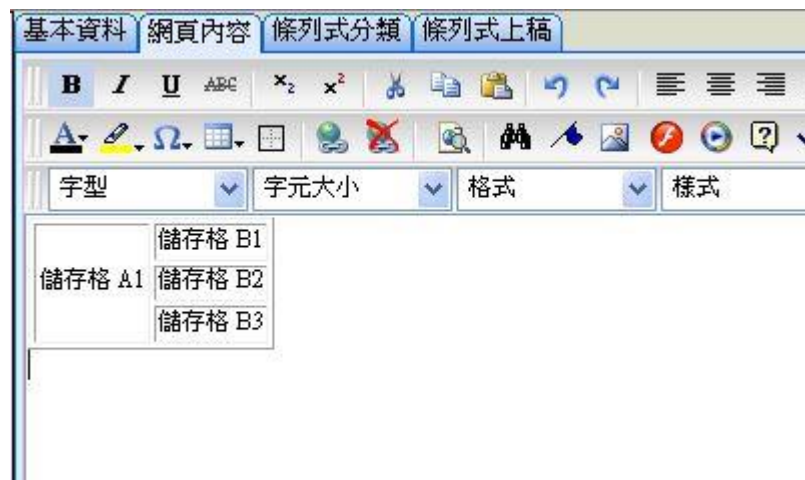 基本資料 網頁內容 條列式分類 條列式上稿
B I U ABC ×₂ ×²
A Ω
字型 字元大小 格式 樣式
儲存格 B1
儲存格 A1 儲存格 B2
儲存格 B3